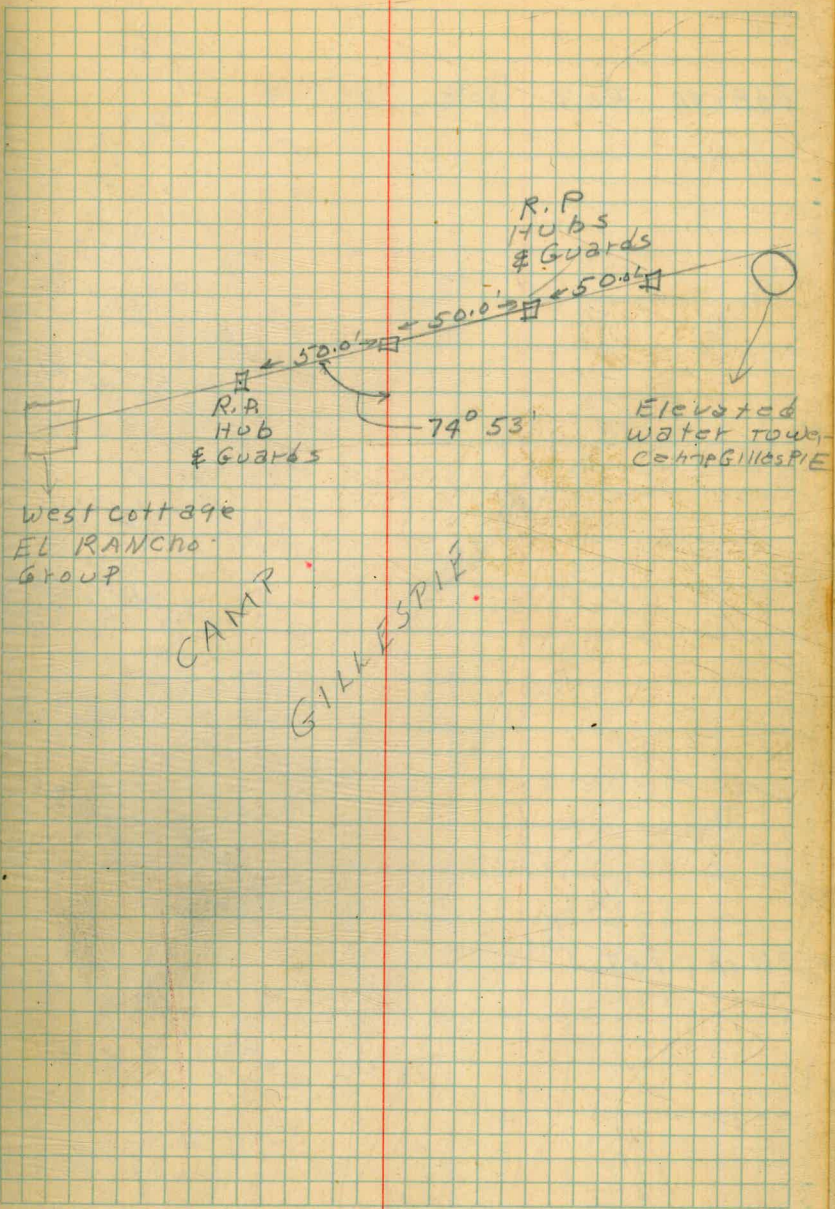 R.P
Hubs
& Guards
← 50.0' →
← 50.0' →
← 50.0'
R.P.
Hub
& Guards
74° 53'
Elevated
water Tower
Camp Gillespie
West Cottage
EL RANCHO
Group
CAMP
GILLESPIE